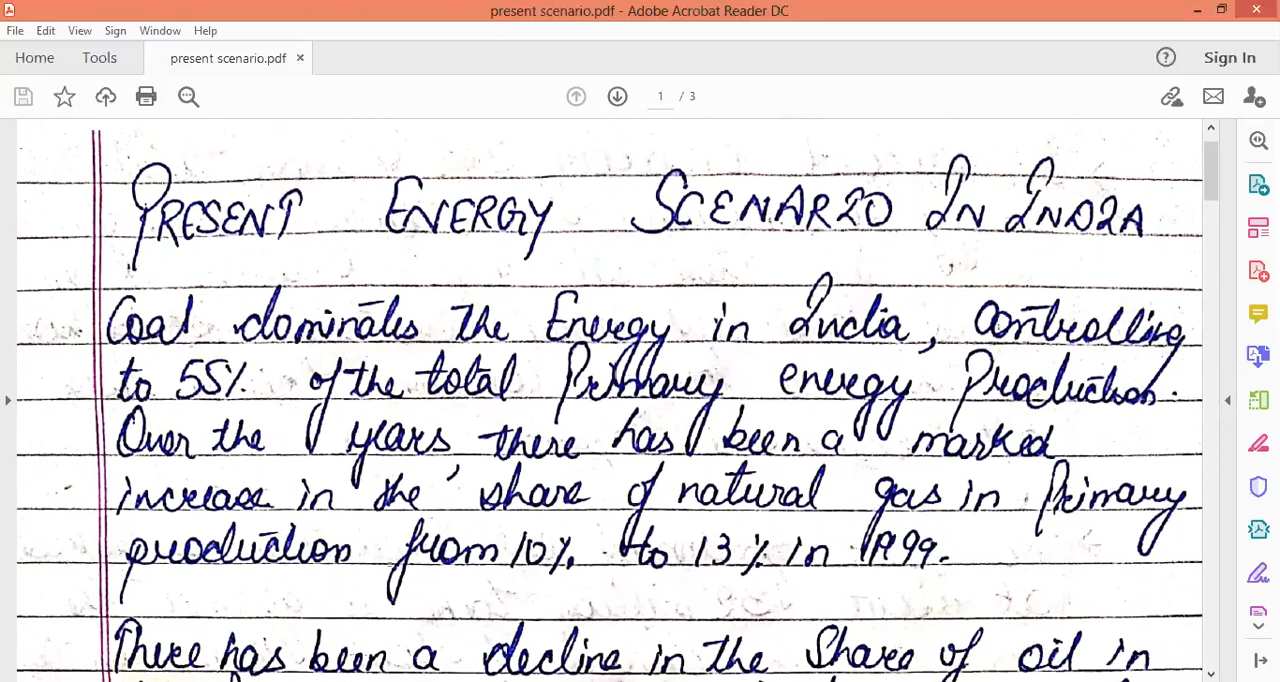 present scenario.pdf - Adobe Acrobat Reader DC
File Edit View Sign Window Help
Home Tools present scenario.pdf × Sign In
1 / 3
PRESENT ENERGY SCENARIO IN INDIA
Coal dominates the Energy in India, controlling
to 55% of the total Primary energy Production.
Over the years, there has been a marked
increase in the share of natural gas in Primary
production from 10% to 13% in 1999.
There has been a decline in the Share of oil in